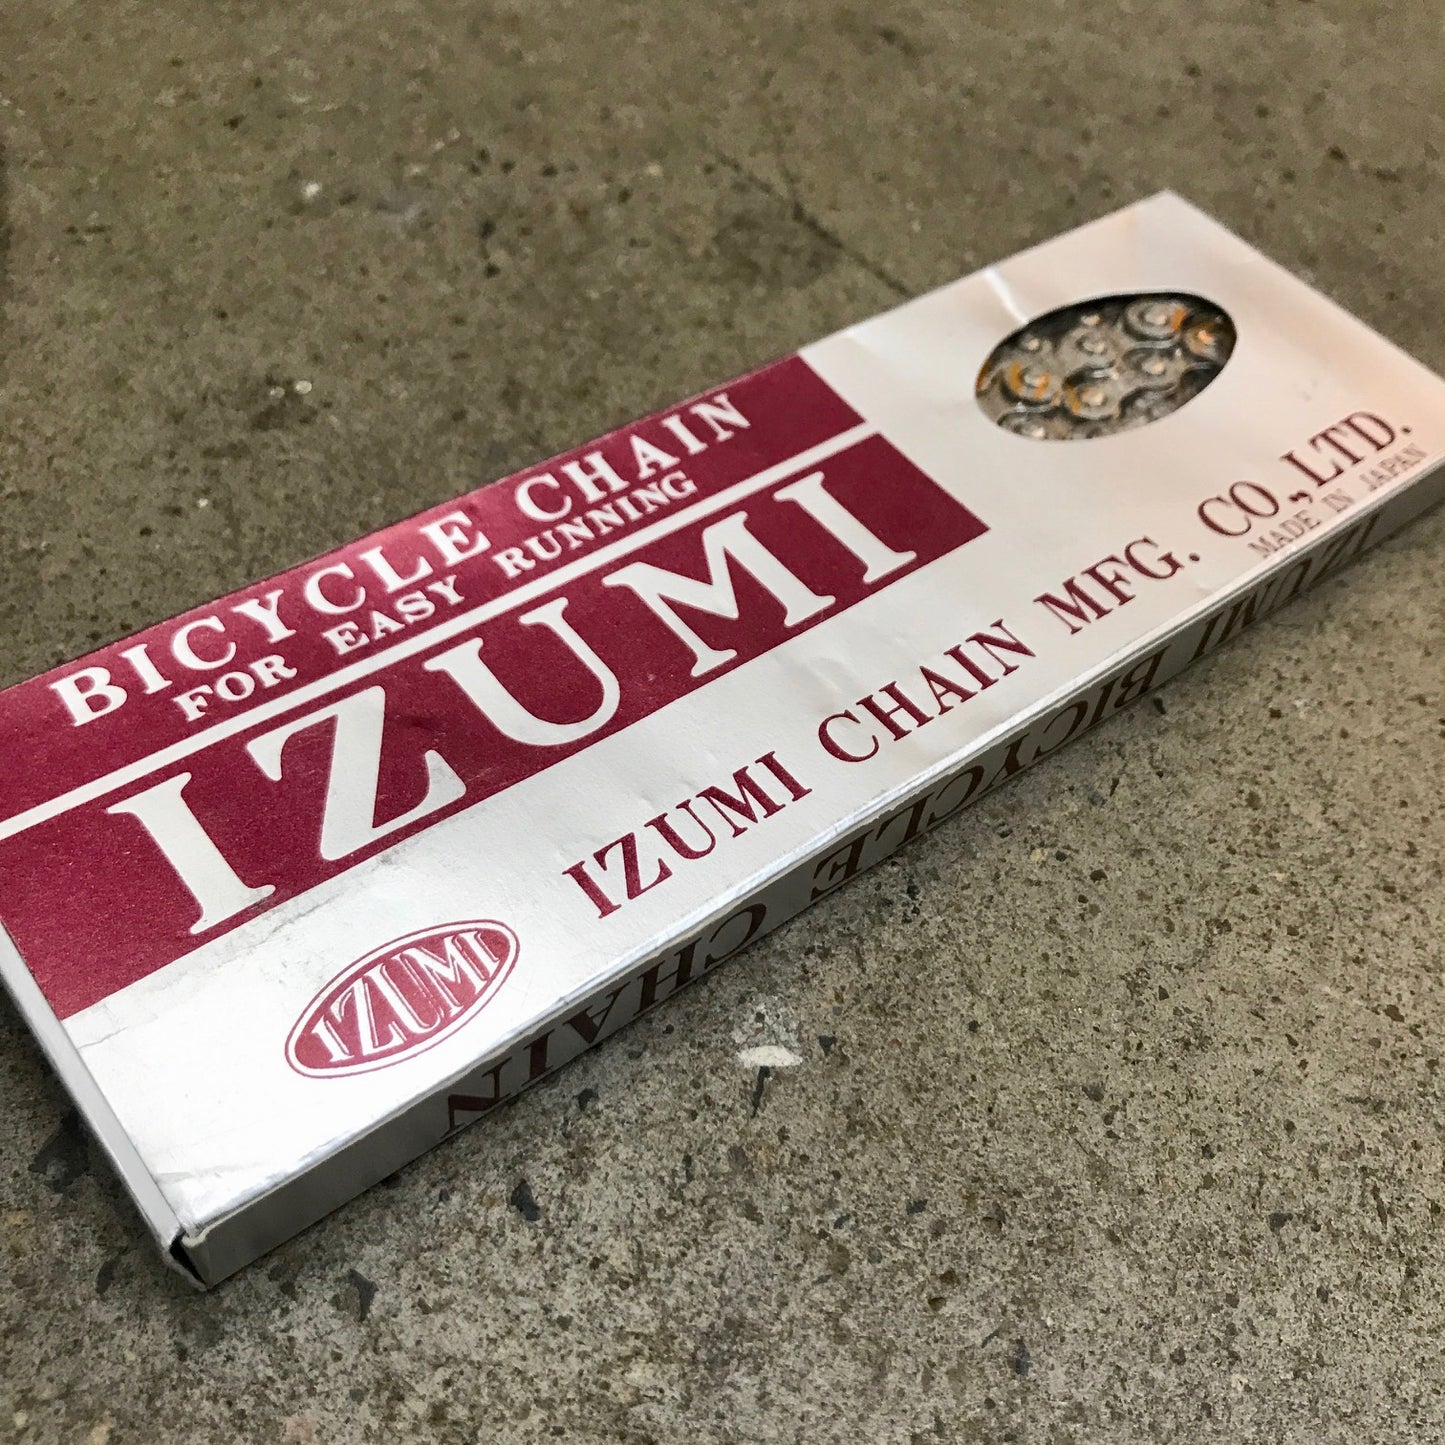 BICYCLE CHAIN
FOR EASY RUNNING
IZUMI
IZUMI CHAIN MFG. CO., LTD.
MADE IN JAPAN
IZUMI
IZUMI BICYCLE CHAIN